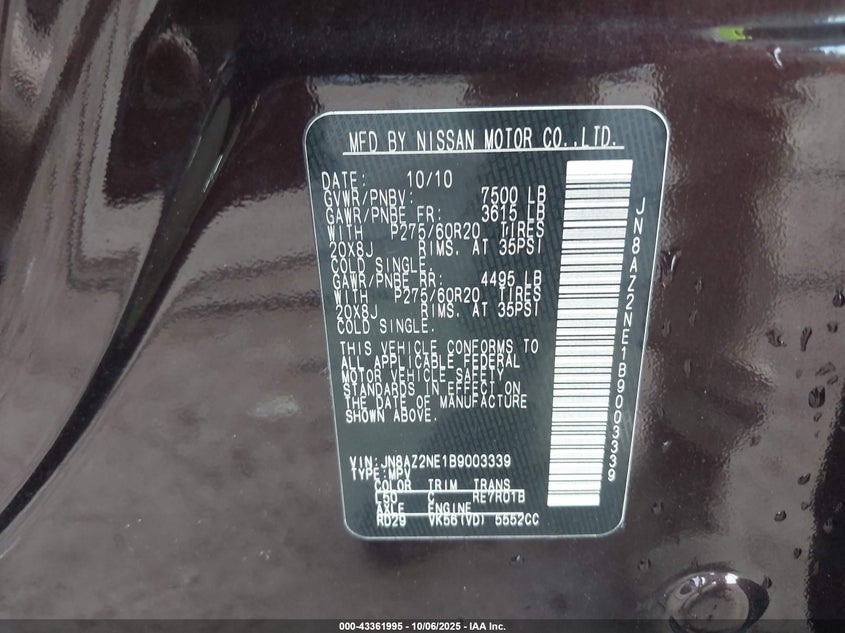 MFD BY NISSAN MOTOR CO.,LTD.
DATE: 10/10
GVWR/PNBV: 7500 LB
GAWR/PNBE FR: 3615 LB
WITH P275/60R20 TIRES
20X8J RIMS. AT 35PSI
COLD SINGLE.
GAWR/PNBE RR: 4495 LB
WITH P275/60R20 TIRES
20X8J RIMS. AT 35PSI
COLD SINGLE.
THIS VEHICLE CONFORMS TO
ALL APPLICABLE FEDERAL
MOTOR VEHICLE SAFETY
STANDARDS IN EFFECT ON
THE DATE OF MANUFACTURE
SHOWN ABOVE.
VIN:JN8AZ2NE1B9003339
TYPE:MPV
COLOR TRIM TRANS
L50 C RE7R01B
AXLE ENGINE
RD29 VK56(VD) 5552CC
JN8AZ2NE1B9003339
000-43361995 - 10/06/2025 - IAA Inc.